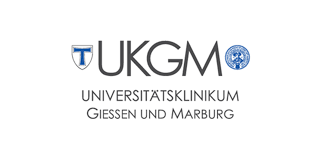 UKGM
UNIVERSITÄTSKLINIKUM
GIESSEN UND MARBURG